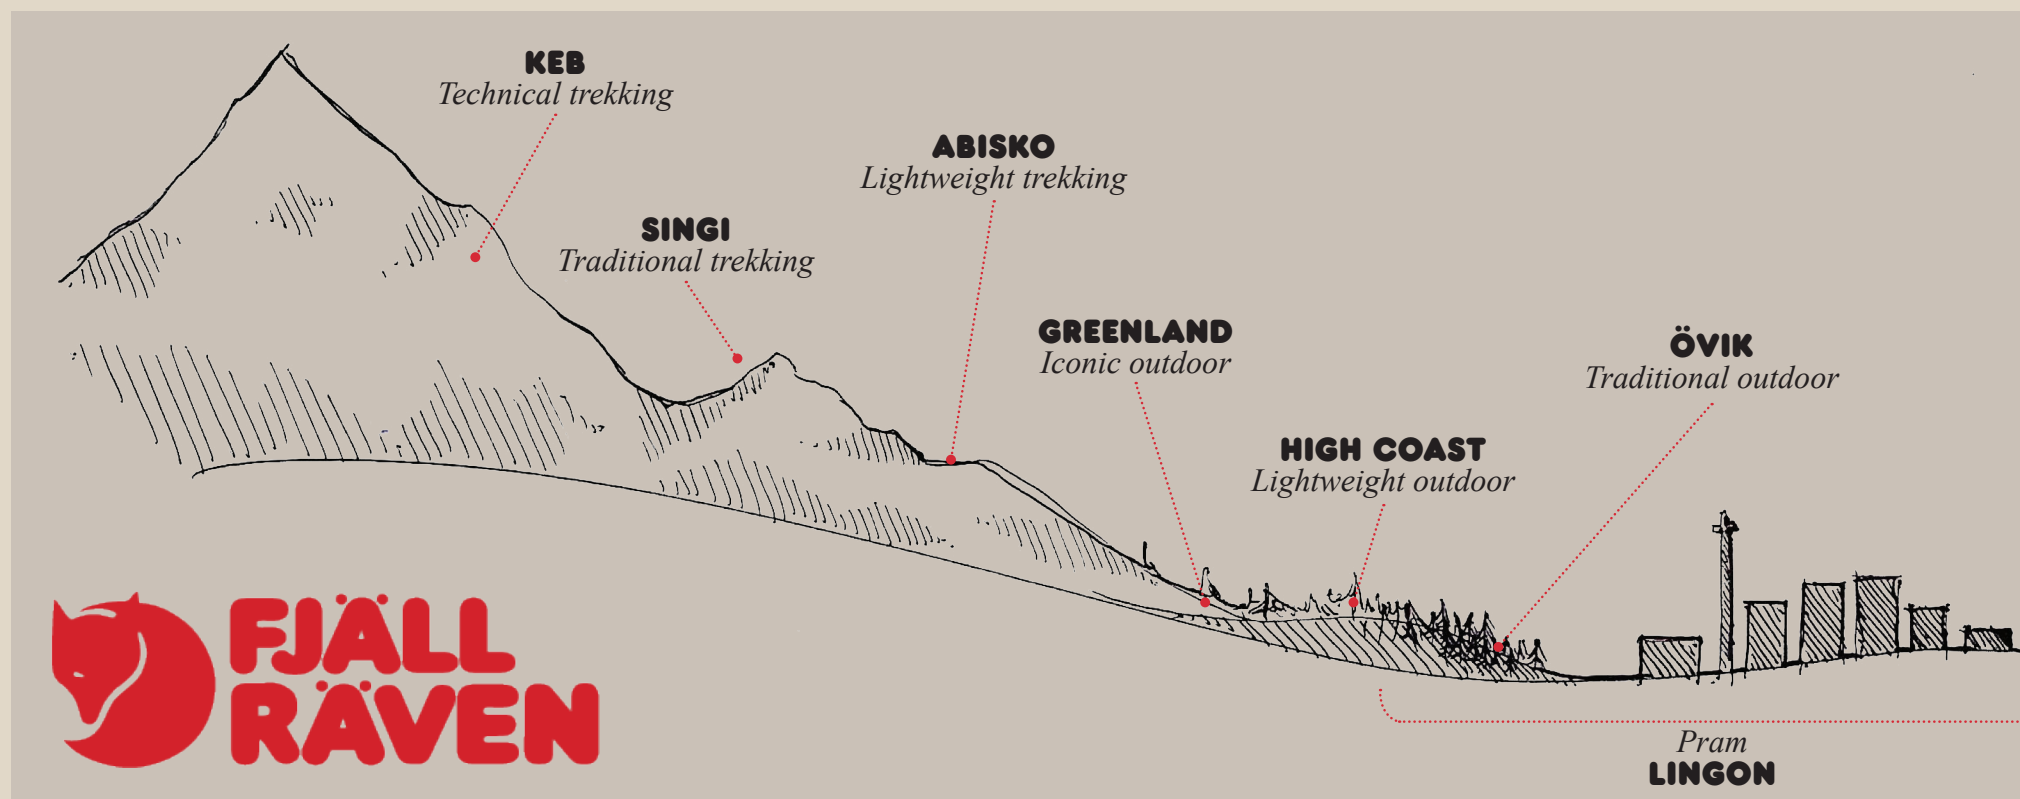 KEB
Technical trekking
ABISKO
Lightweight trekking
SINGI
Traditional trekking
GREENLAND
Iconic outdoor
ÖVIK
Traditional outdoor
HIGH COAST
Lightweight outdoor
FJÄLL
RÄVEN
Pram
LINGON